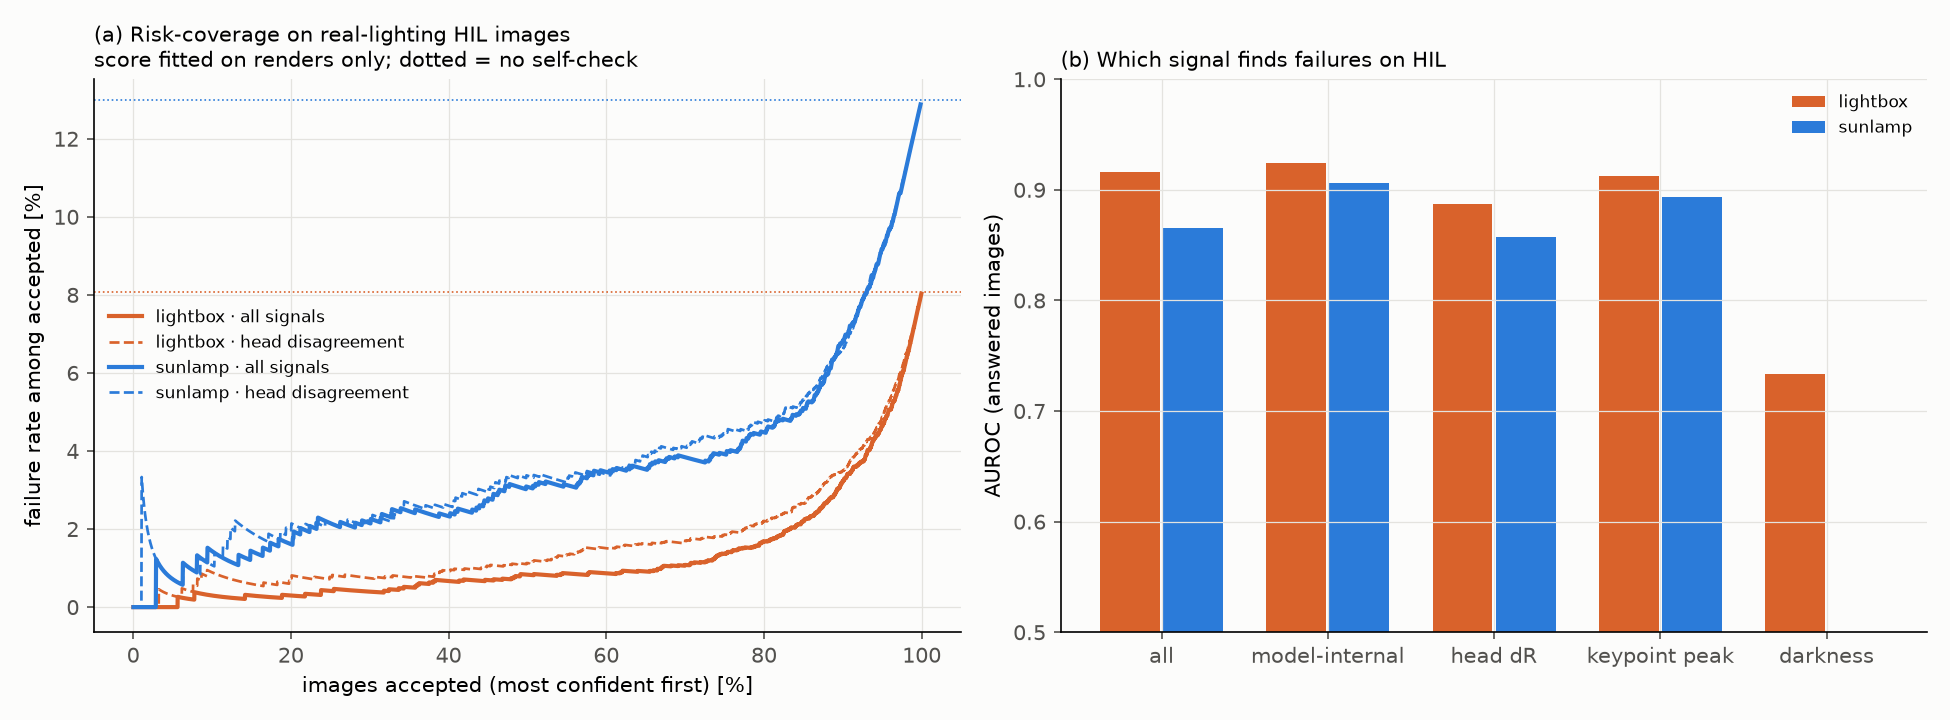 (a) Risk-coverage on real-lighting HIL images
score fitted on renders only; dotted = no self-check
failure rate among accepted [%]
12
10
8
6
4
2
0
lightbox · all signals
lightbox · head disagreement
sunlamp · all signals
sunlamp · head disagreement
0 20 40 60 80 100
images accepted (most confident first) [%]
(b) Which signal finds failures on HIL
AUROC (answered images)
1.0
0.9
0.8
0.7
0.6
0.5
lightbox
sunlamp
all model-internal head dR keypoint peak darkness